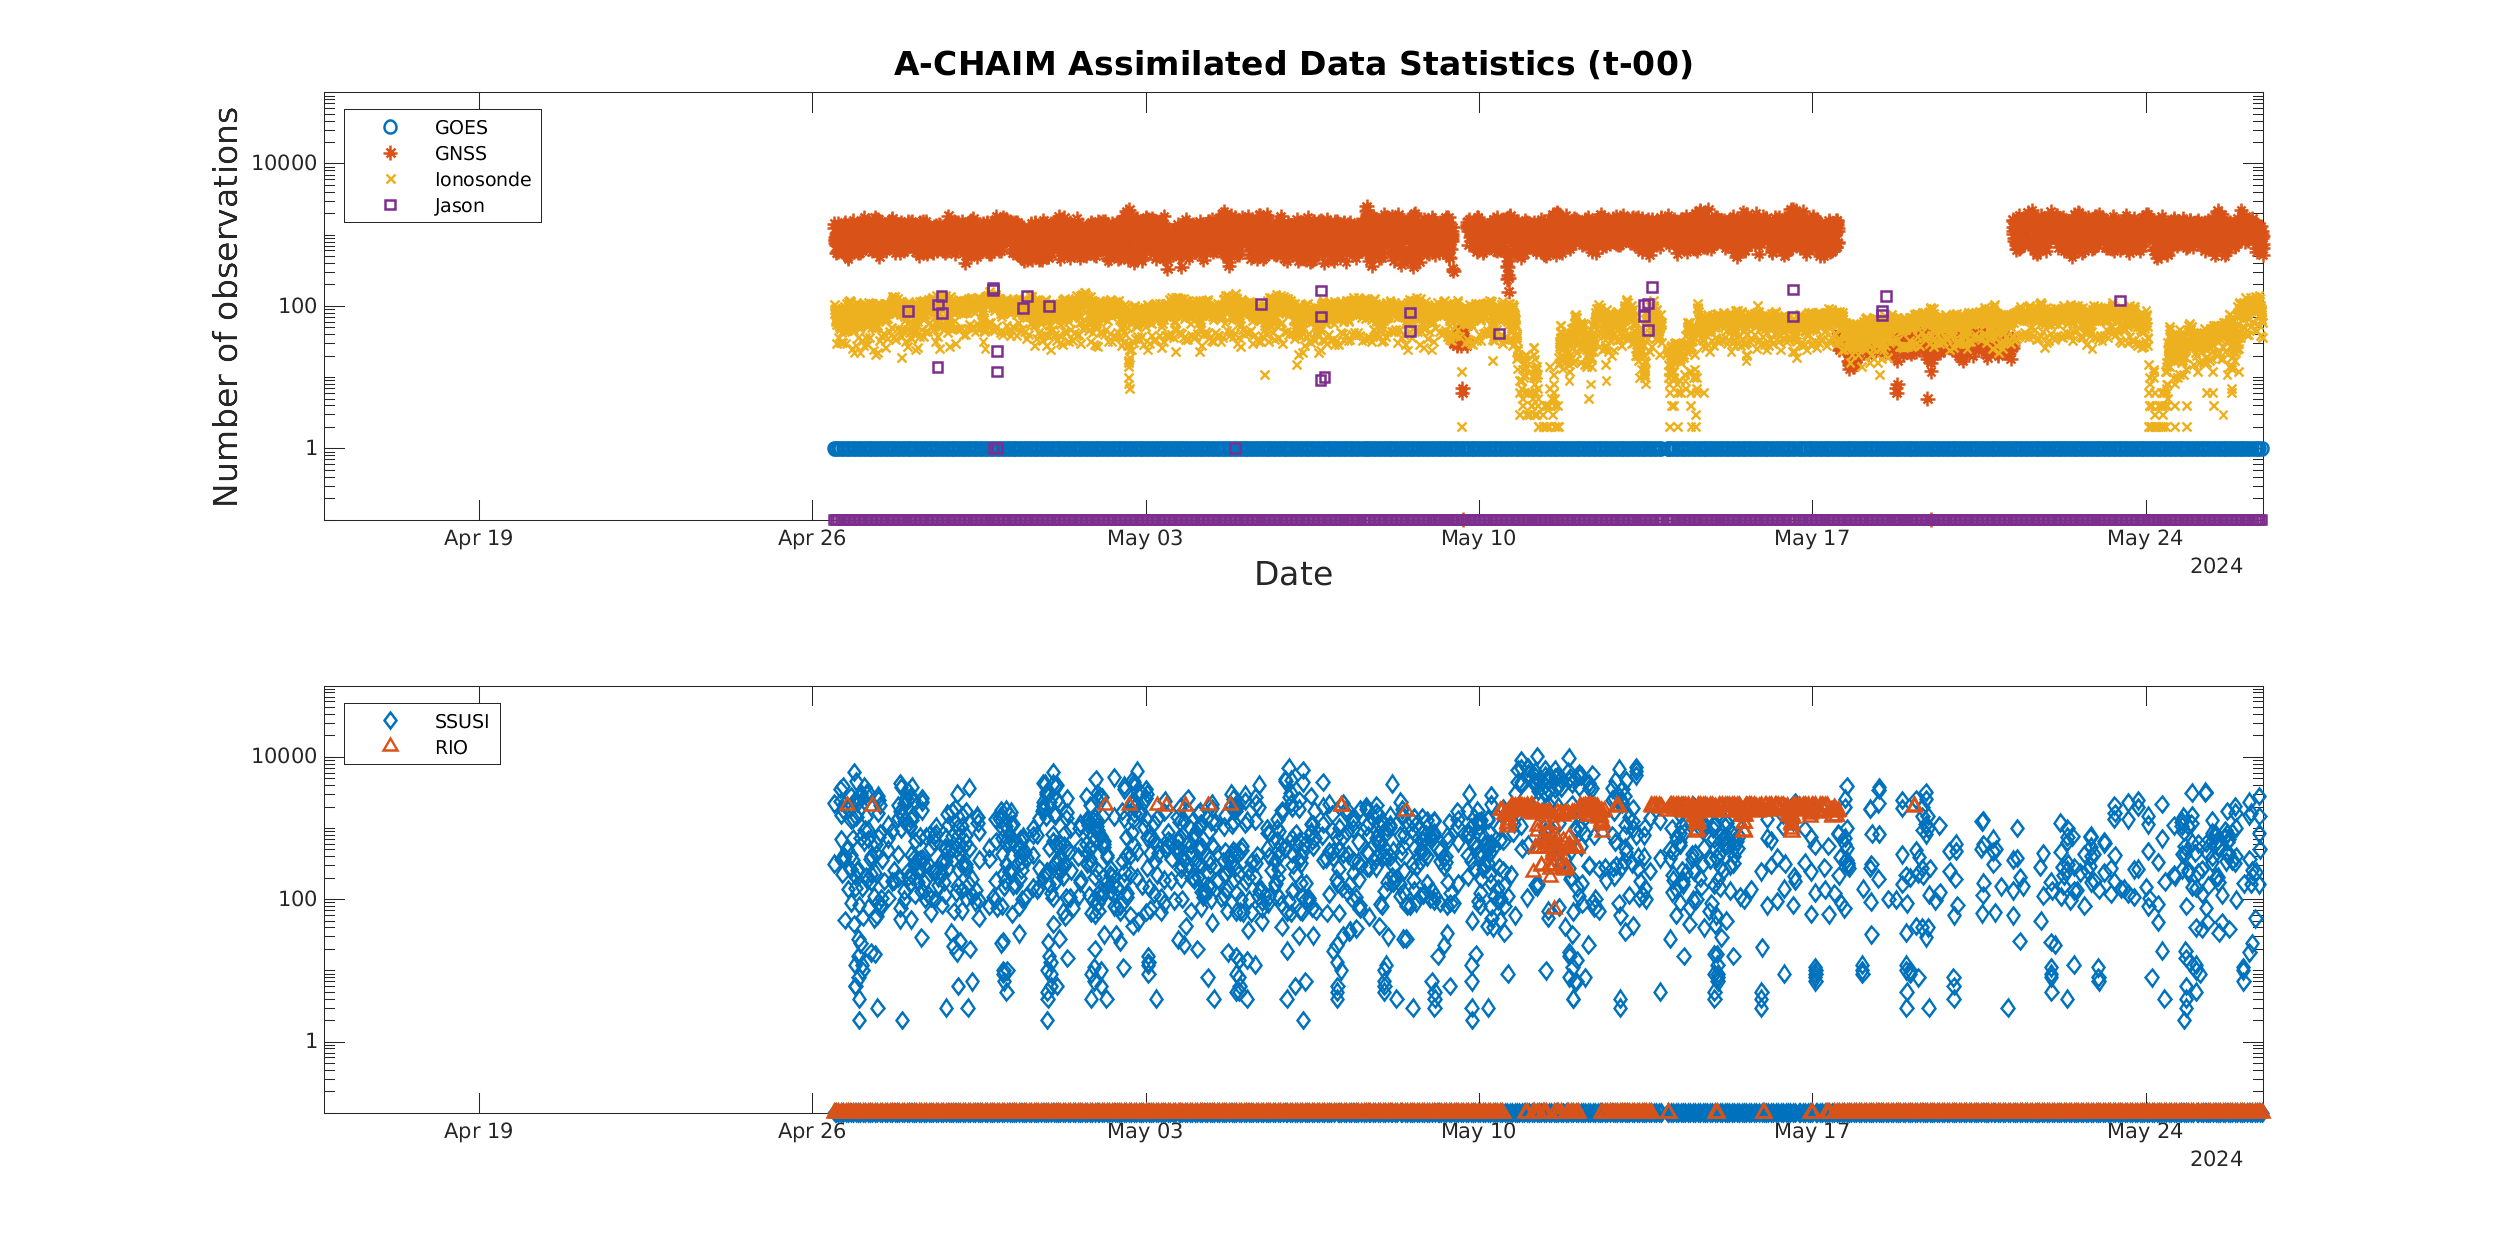 A-CHAIM Assimilated Data Statistics (t-00)
Number of observations
10000
100
1
GOES
GNSS
Ionosonde
Jason
Apr 19
Apr 26
May 03
May 10
May 17
May 24
2024
Date
10000
100
1
SSUSI
RIO
Apr 19
Apr 26
May 03
May 10
May 17
May 24
2024